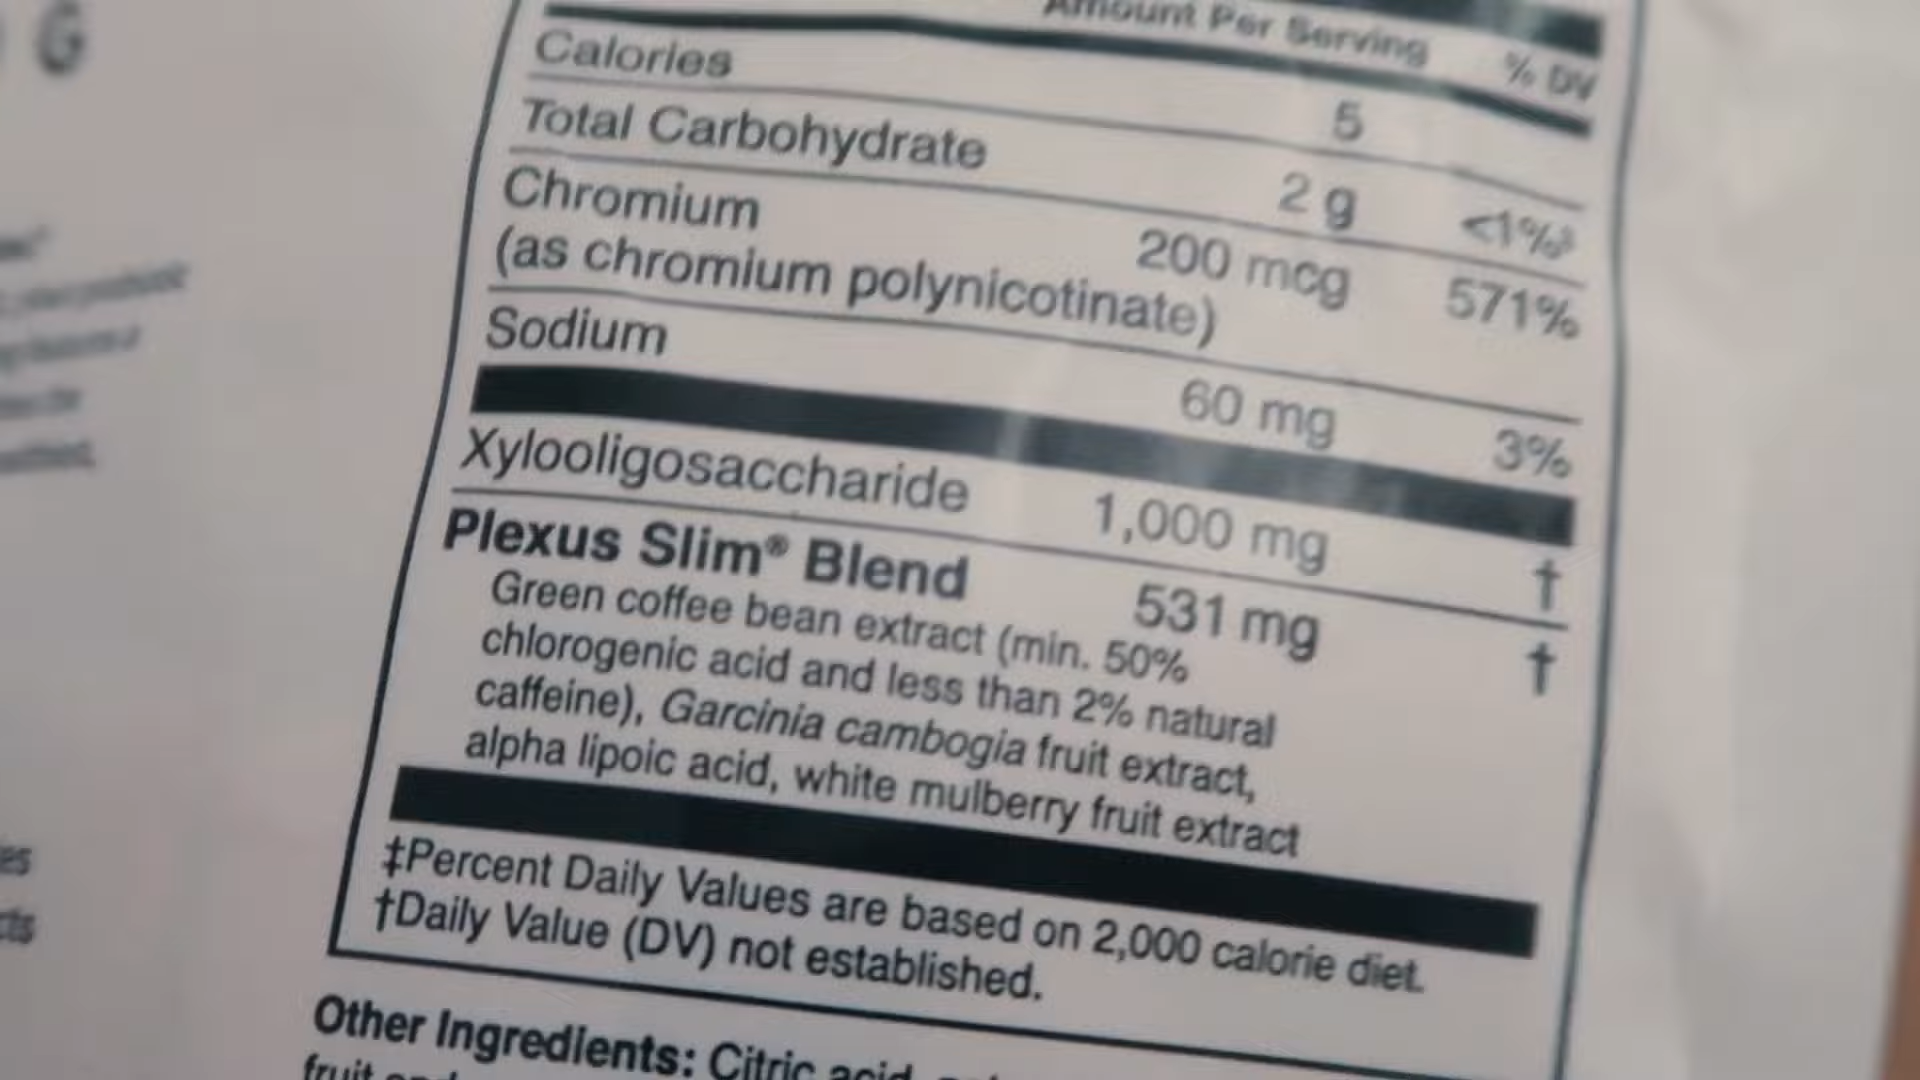 G
Amount Per Serving % DV
Calories 5
Total Carbohydrate 2 g <1%‡
Chromium 200 mcg 571%
(as chromium polynicotinate)
Sodium 60 mg 3%
Xylooligosaccharide 1,000 mg †
Plexus Slim® Blend 531 mg †
Green coffee bean extract (min. 50%
chlorogenic acid and less than 2% natural
caffeine), Garcinia cambogia fruit extract,
alpha lipoic acid, white mulberry fruit extract
‡Percent Daily Values are based on 2,000 calorie diet.
†Daily Value (DV) not established.
Other Ingredients: Citric acid,
fruit